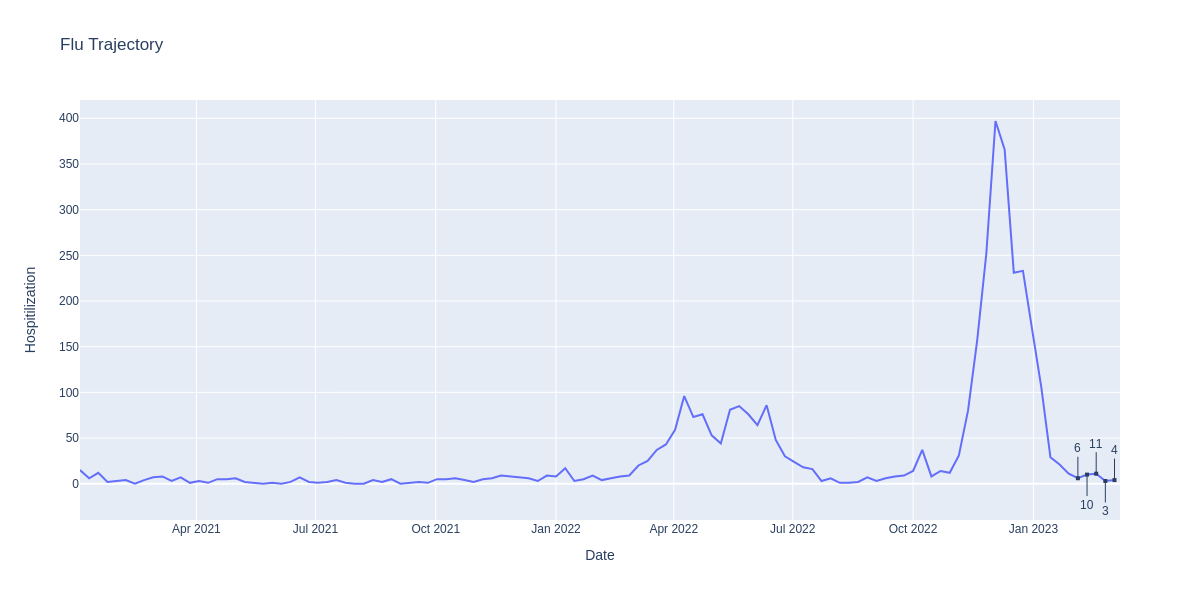 Flu Trajectory
400
350
300
250
200
150
100
50
0
Hospitilization
6
11
4
10
3
Apr 2021
Jul 2021
Oct 2021
Jan 2022
Apr 2022
Jul 2022
Oct 2022
Jan 2023
Date